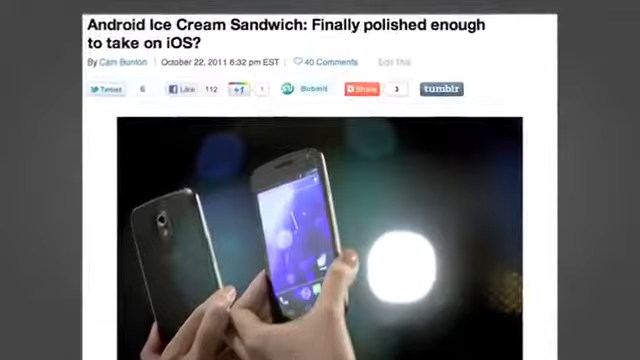 Android Ice Cream Sandwich: Finally polished enough
to take on iOS?
By Cam Bunton | October 22, 2011 6:32 pm EST | 40 Comments Edit This
Tweet 6 Like 112 +1 1 Submit Share 3 tumblr